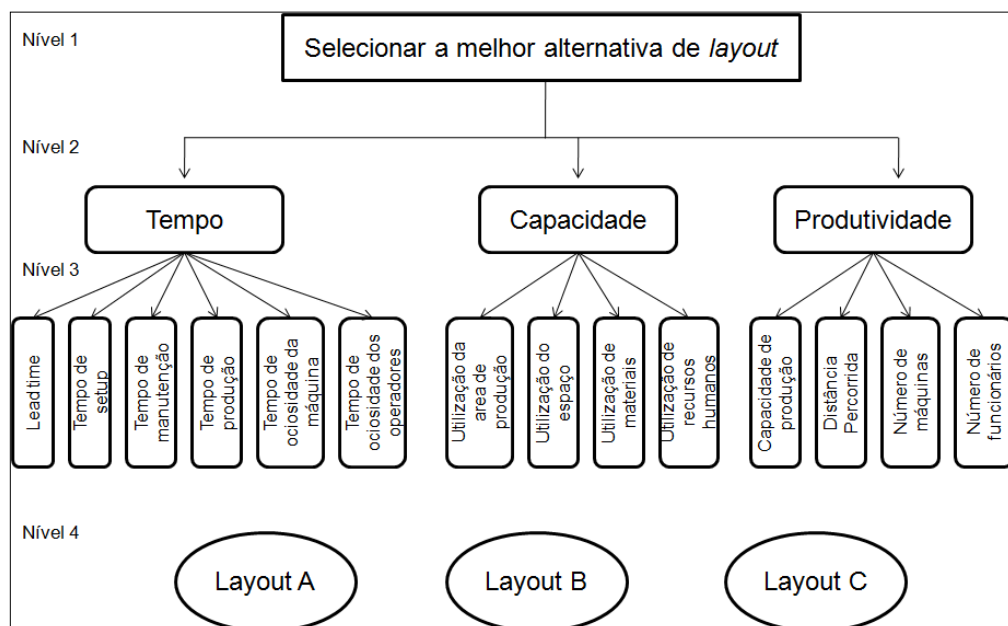 Nível 1
Selecionar a melhor alternativa de layout
Nível 2
Tempo
Capacidade
Produtividade
Nível 3
Lead time
Tempo de
setup
Tempo de
manutenção
Tempo de
produção
Tempo de
ociosidade da
máquina
Tempo de
ociosidade dos
operadores
Utilização da
area de
produção
Utilização do
espaço
Utilização de
materiais
Utilização de
recursos
humanos
Capacidade de
produção
Distância
Percorrida
Número de
máquinas
Número de
funcionários
Nível 4
Layout A
Layout B
Layout C